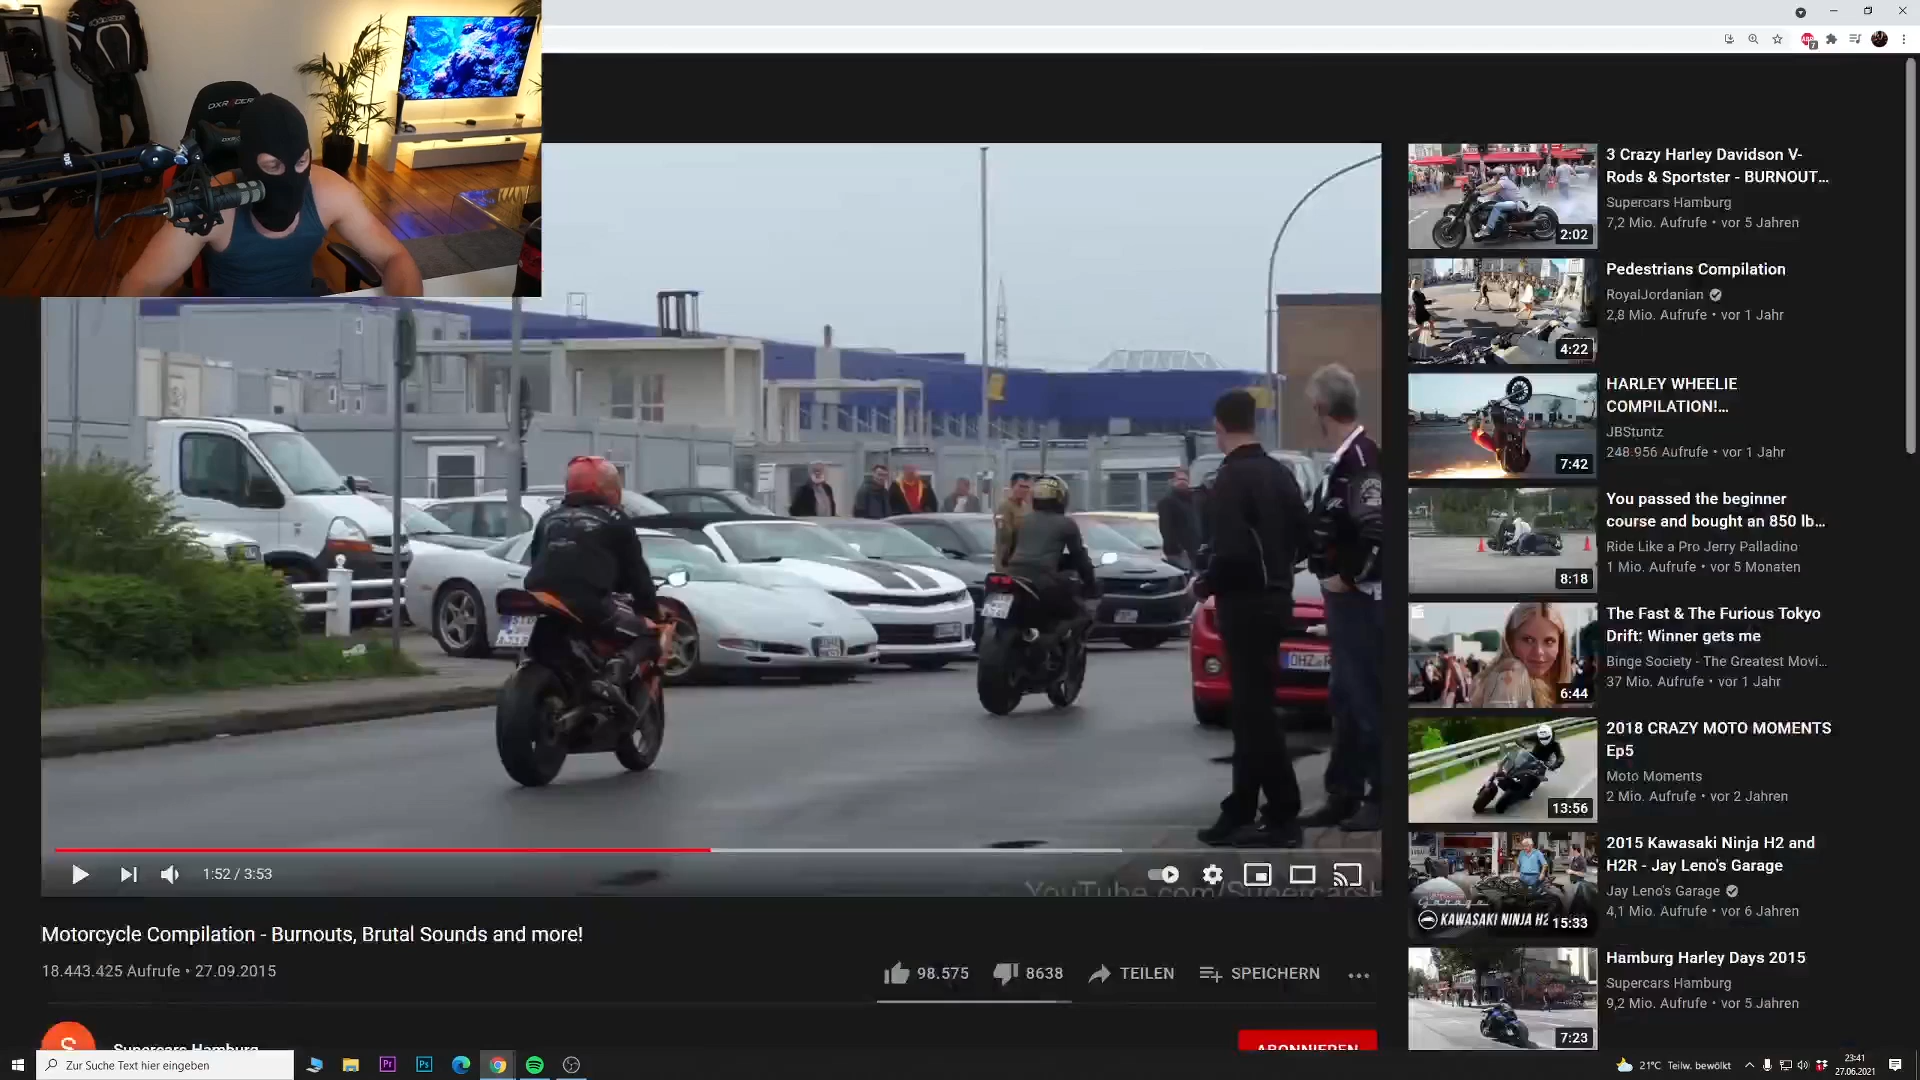 DXRACER
3 Crazy Harley Davidson V-
Rods & Sportster - BURNOUT...
Supercars Hamburg
7,2 Mio. Aufrufe • vor 5 Jahren
2:02
Pedestrians Compilation
RoyalJordanian
2,8 Mio. Aufrufe • vor 1 Jahr
4:22
HARLEY WHEELIE
COMPILATION!...
JBStuntz
248.956 Aufrufe • vor 1 Jahr
7:42
You passed the beginner
course and bought an 850 lb...
Ride Like a Pro Jerry Palladino
1 Mio. Aufrufe • vor 5 Monaten
8:18
The Fast & The Furious Tokyo
Drift: Winner gets me
Binge Society - The Greatest Movi...
37 Mio. Aufrufe • vor 1 Jahr
6:44
2018 CRAZY MOTO MOMENTS
Ep5
Moto Moments
2 Mio. Aufrufe • vor 2 Jahren
13:56
2015 Kawasaki Ninja H2 and
H2R - Jay Leno's Garage
Jay Leno's Garage
4,1 Mio. Aufrufe • vor 6 Jahren
KAWASAKI NINJA H2
15:33
Hamburg Harley Days 2015
Supercars Hamburg
9,2 Mio. Aufrufe • vor 5 Jahren
7:23
1:52 / 3:53
Motorcycle Compilation - Burnouts, Brutal Sounds and more!
18.443.425 Aufrufe • 27.09.2015
98.575
8638
TEILEN
SPEICHERN
S
Supercars Hamburg
ABONNIEREN
Zur Suche Text hier eingeben
Pr
Ps
21°C Teilw. bewölkt
23:41
27.06.2021